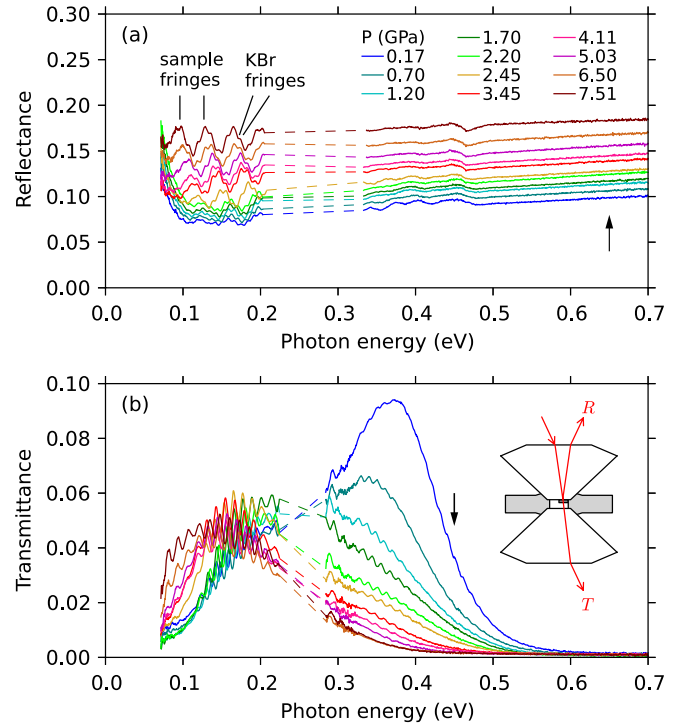 0.30
0.25
0.20
0.15
0.10
0.05
0.00
Reflectance
(a)
sample
fringes
KBr
fringes
P (GPa)
0.17
0.70
1.20
1.70
2.20
2.45
3.45
4.11
5.03
6.50
7.51
0.0 0.1 0.2 0.3 0.4 0.5 0.6 0.7
Photon energy (eV)
0.10
0.08
0.06
0.04
0.02
0.00
Transmittance
(b)
R
T
0.0 0.1 0.2 0.3 0.4 0.5 0.6 0.7
Photon energy (eV)